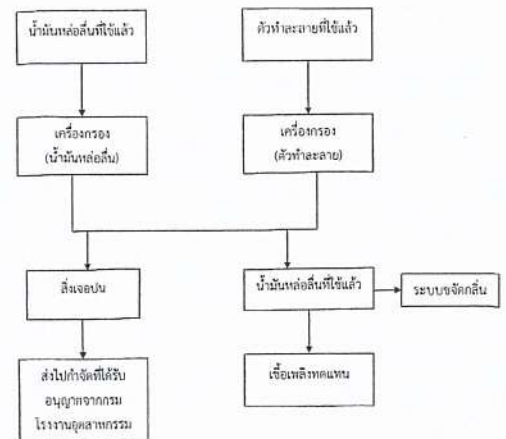 น้ำมันหล่อลื่นที่ใช้แล้ว
ตัวทำละลายที่ใช้แล้ว
เครื่องกรอง
(น้ำมันหล่อลื่น)
เครื่องกรอง
(ตัวทำละลาย)
สิ่งเจอปน
น้ำมันหล่อลื่นที่ใช้แล้ว
ระบบขจัดกลิ่น
ส่งไปกำจัดที่ได้รับ
อนุญาตจากกรม
โรงงานอุตสาหกรรม
เชื้อเพลิงทดแทน